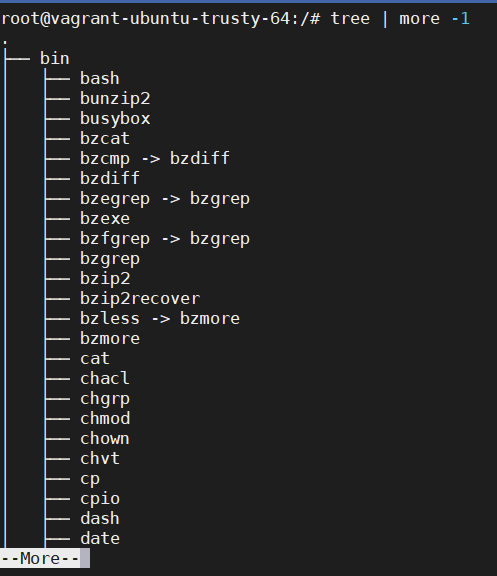 root@vagrant-ubuntu-trusty-64:/# tree | more -1
.
├── bin
│   ├── bash
│   ├── bunzip2
│   ├── busybox
│   ├── bzcat
│   ├── bzcmp -> bzdiff
│   ├── bzdiff
│   ├── bzegrep -> bzgrep
│   ├── bzexe
│   ├── bzfgrep -> bzgrep
│   ├── bzgrep
│   ├── bzip2
│   ├── bzip2recover
│   ├── bzless -> bzmore
│   ├── bzmore
│   ├── cat
│   ├── chacl
│   ├── chgrp
│   ├── chmod
│   ├── chown
│   ├── chvt
│   ├── cp
│   ├── cpio
│   ├── dash
│   ├── date
--More--